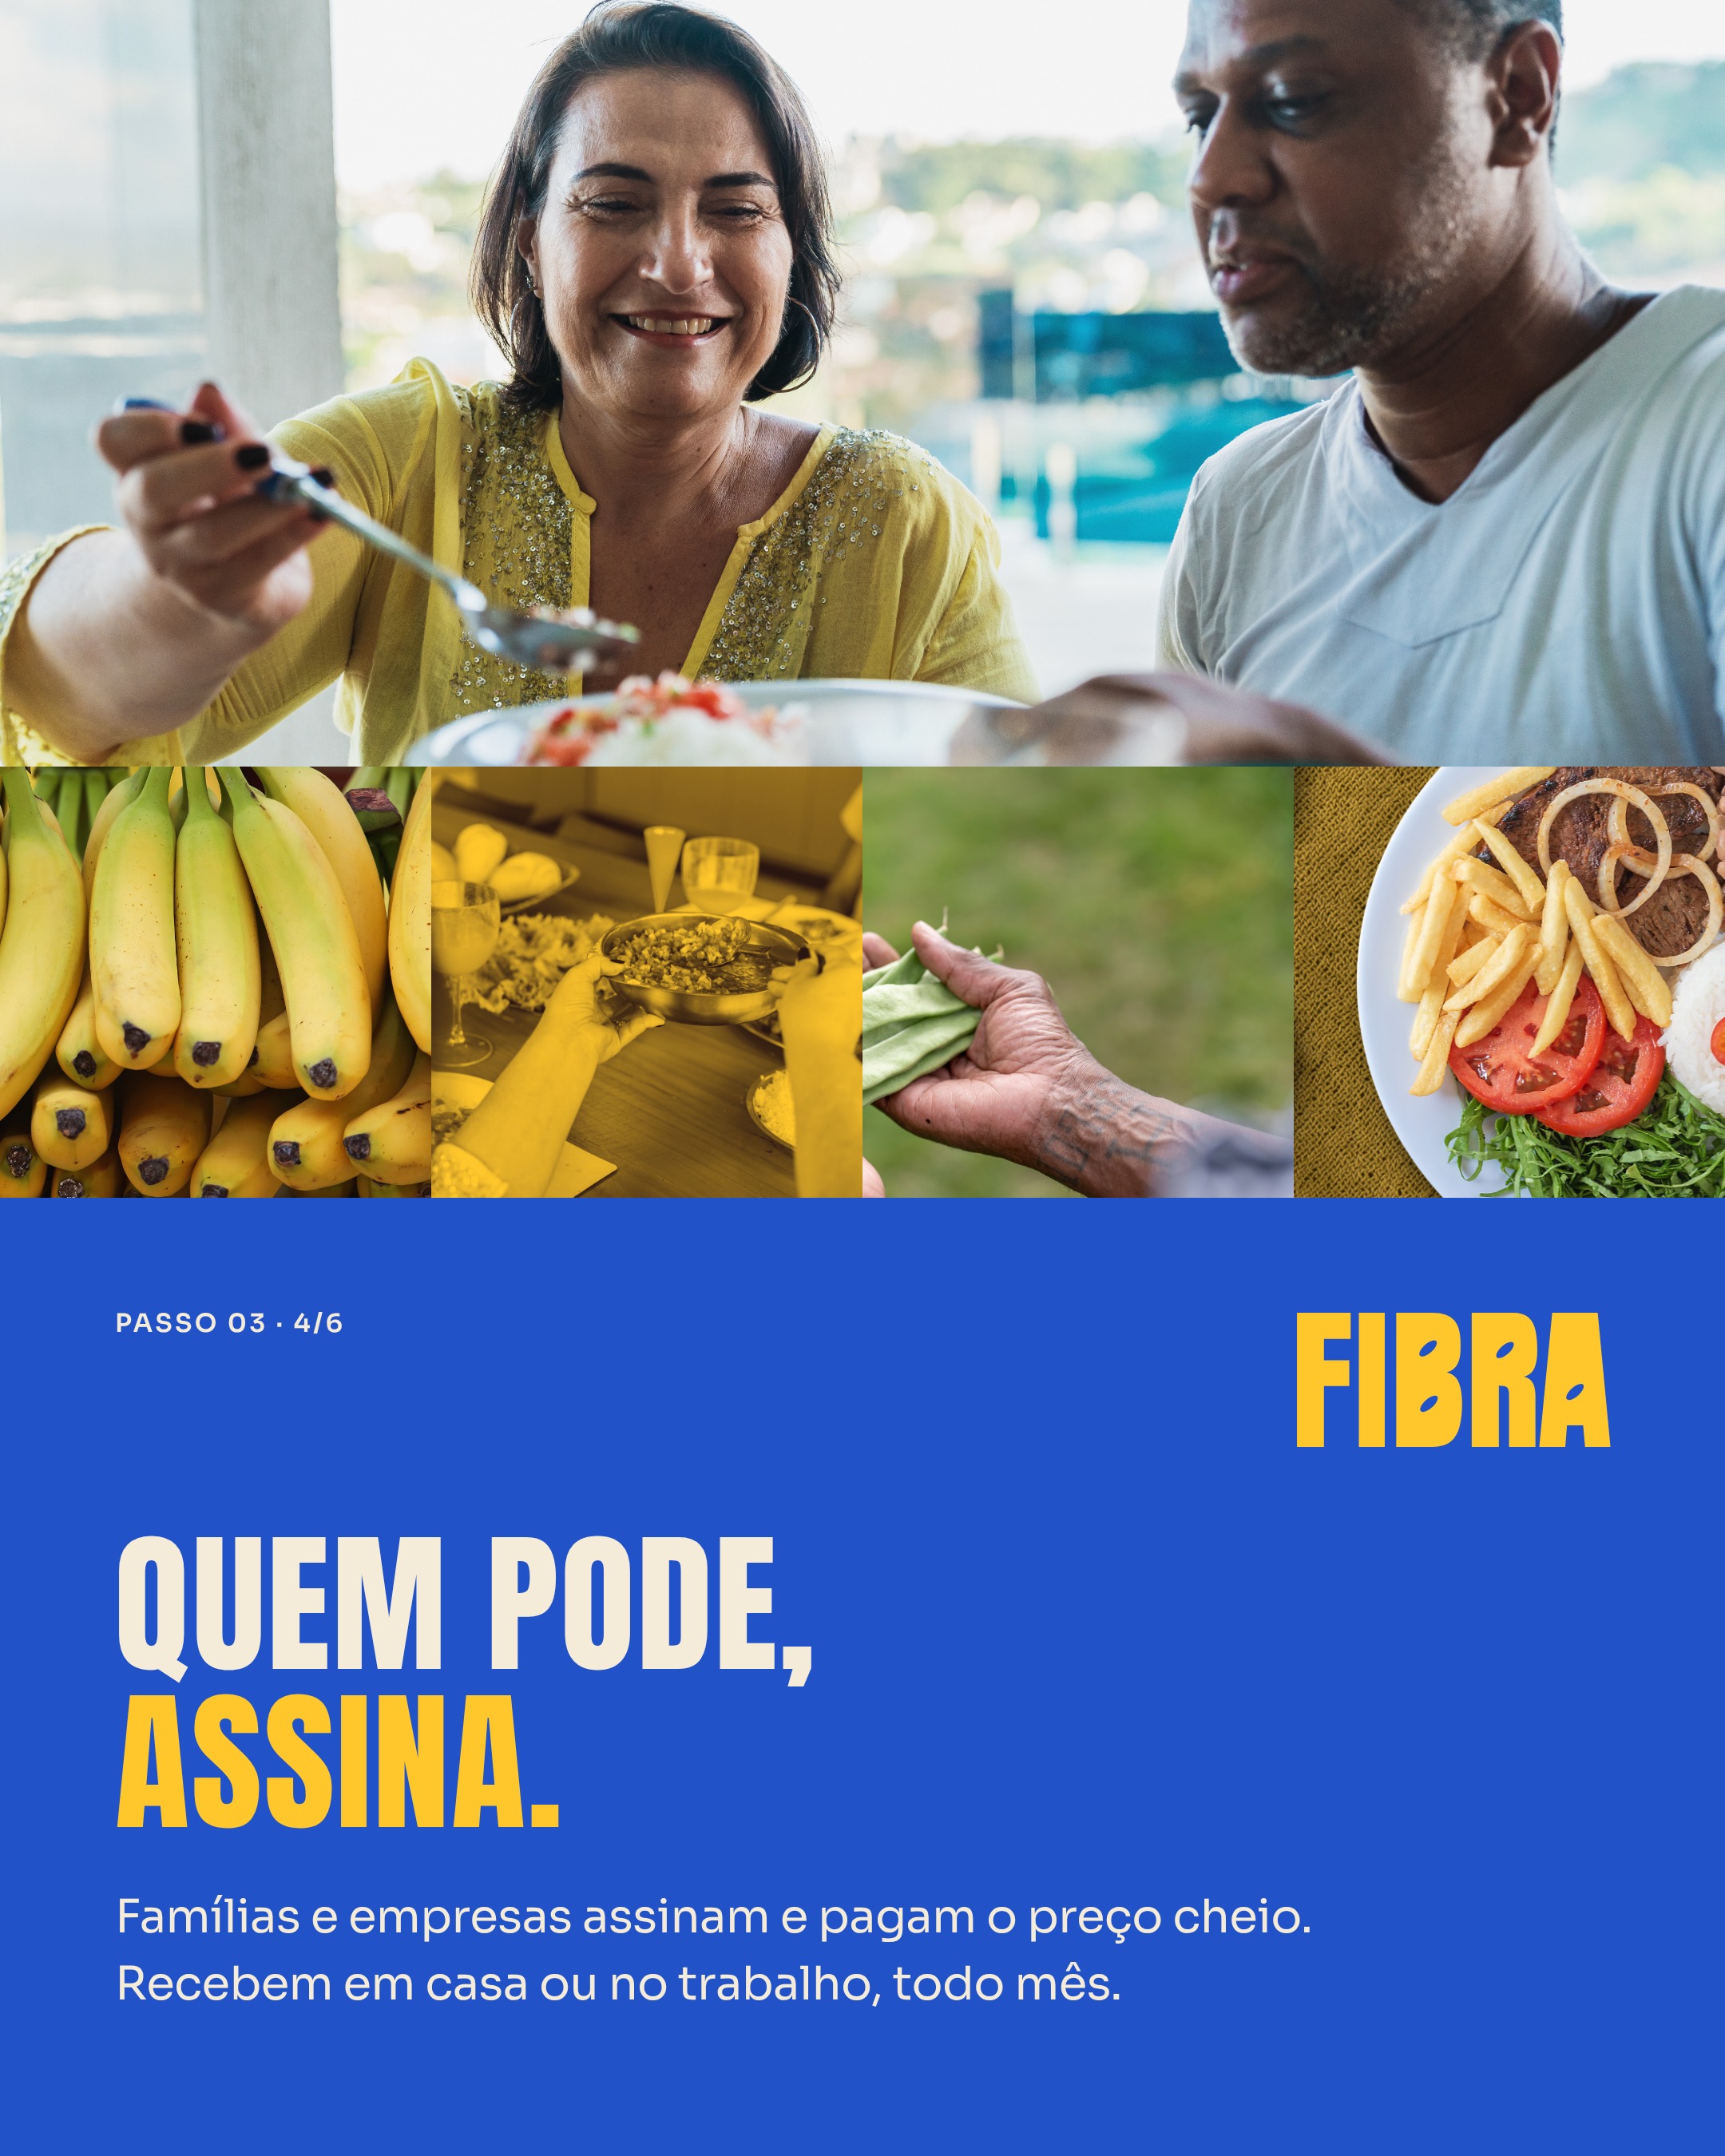 PASSO 03 · 4/6
FIBRA
QUEM PODE,
ASSINA.
Famílias e empresas assinam e pagam o preço cheio.
Recebem em casa ou no trabalho, todo mês.